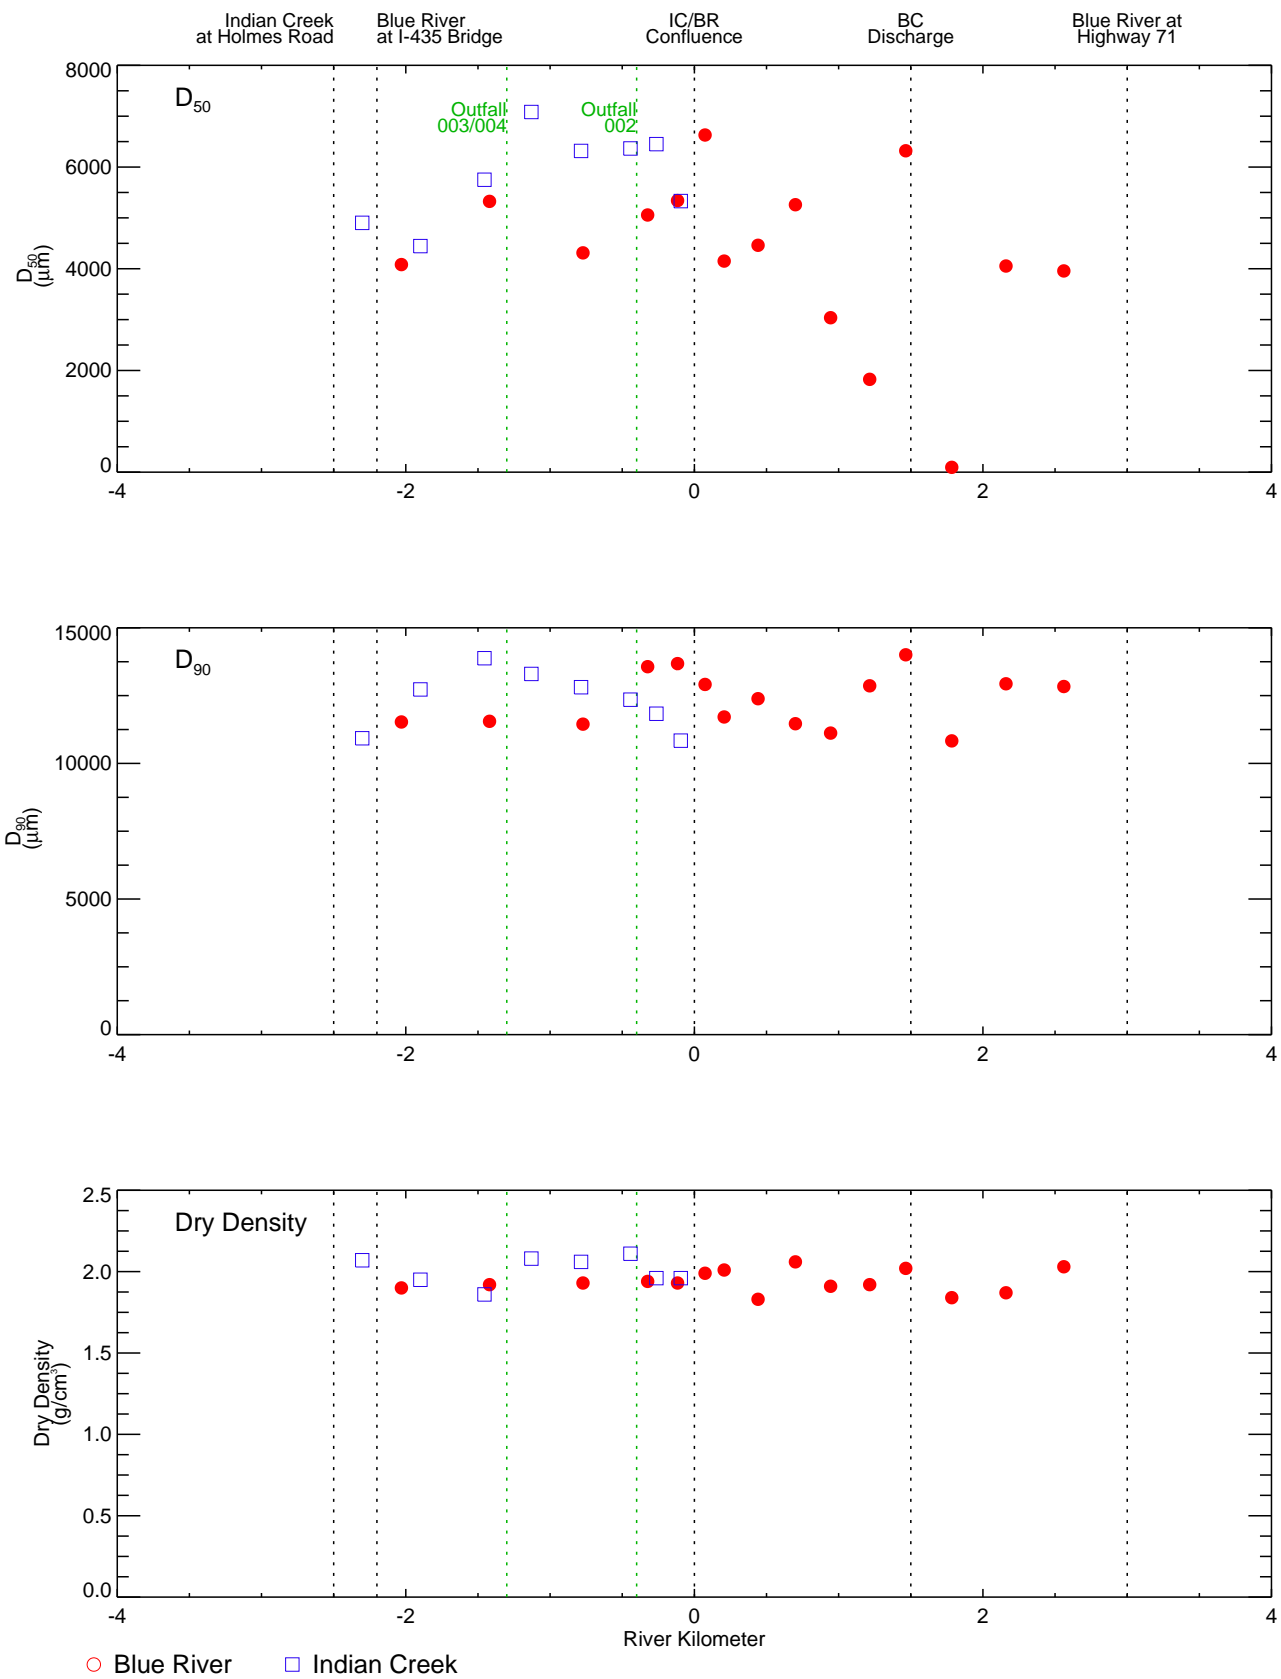 Indian Creek
at Holmes Road
Blue River
at I-435 Bridge
IC/BR
Confluence
BC
Discharge
Blue River at
Highway 71
8000
6000
4000
2000
0
D50
(µm)
D50
Outfall
003/004
Outfall
002
-4 -2 0 2 4
15000
10000
5000
0
D90
(µm)
D90
-4 -2 0 2 4
2.5
2.0
1.5
1.0
0.5
0.0
Dry Density
(g/cm³)
Dry Density
-4 -2 0 2 4
River Kilometer
Blue River Indian Creek